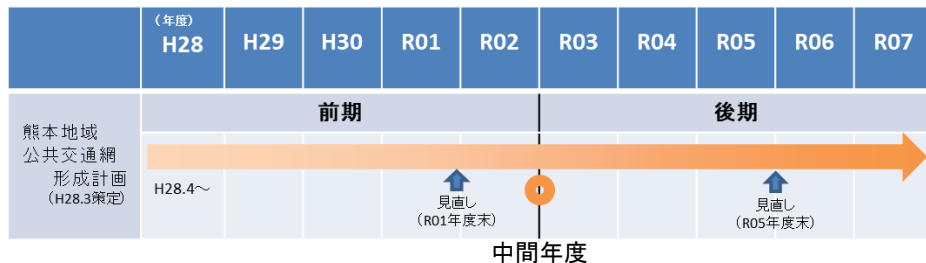 (年度)
H28 H29 H30 R01 R02 R03 R04 R05 R06 R07
前期 後期
熊本地域
公共交通網
形成計画
(H28.3策定)
H28.4～
見直し
(R01年度末)
見直し
(R05年度末)
中間年度